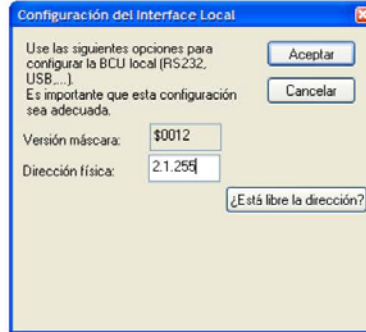 Configuración del Interface Local
Use las siguientes opciones para
configurar la BCU local (RS232,
USB,...).
Es importante que esta configuración
sea adecuada.
Aceptar
Cancelar
Versión máscara:
$0012
Dirección física:
2.1.255
¿Está libre la dirección?